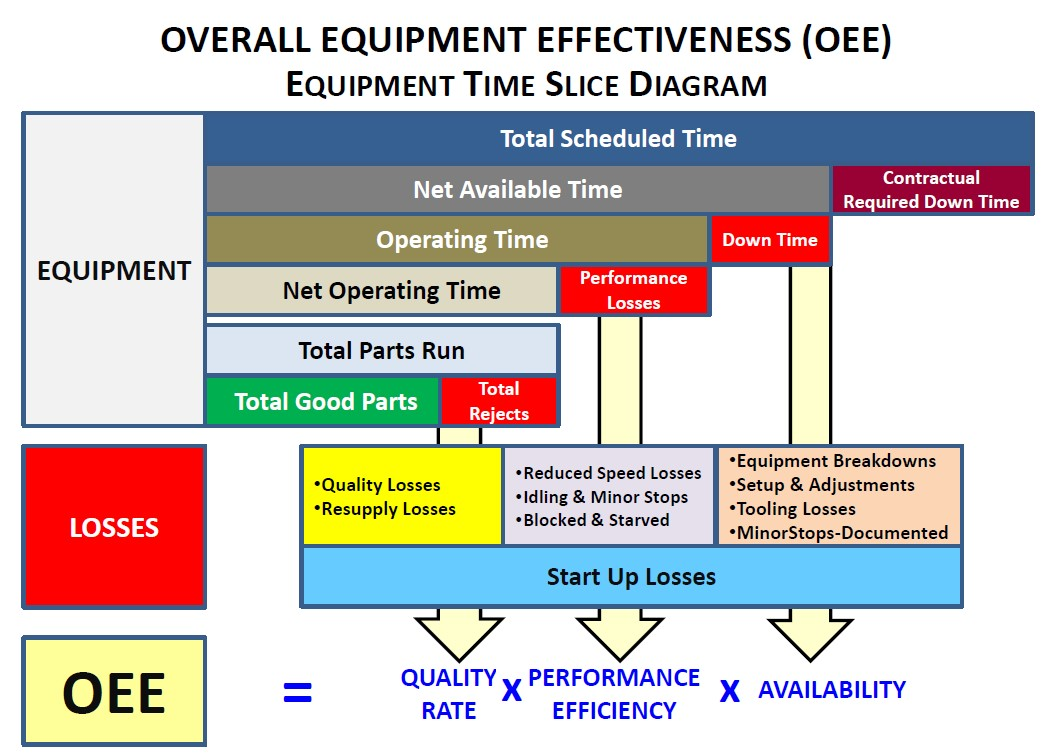 OVERALL EQUIPMENT EFFECTIVENESS (OEE)
EQUIPMENT TIME SLICE DIAGRAM
EQUIPMENT
Total Scheduled Time
Net Available Time
Contractual
Required Down Time
Operating Time
Down Time
Net Operating Time
Performance
Losses
Total Parts Run
Total Good Parts
Total
Rejects
LOSSES
•Quality Losses
•Resupply Losses
•Reduced Speed Losses
•Idling & Minor Stops
•Blocked & Starved
•Equipment Breakdowns
•Setup & Adjustments
•Tooling Losses
•MinorStops-Documented
Start Up Losses
OEE
=
QUALITY
RATE
X
PERFORMANCE
EFFICIENCY
X
AVAILABILITY